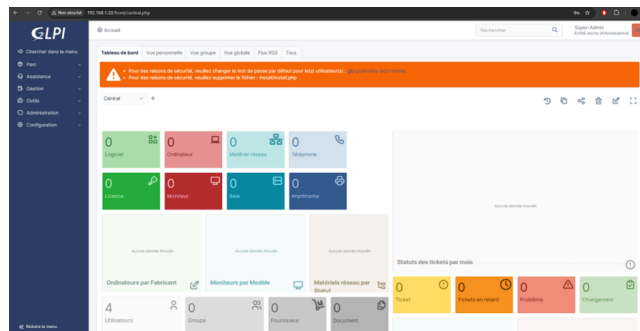 Non sécurisé 192.168.1.33/front/central.php
GLPI
Accueil
Rechercher
Super-Admin
Chercher dans le menu
Parc
Assistance
Gestion
Outils
Administration
Configuration
Tableau de bord Vue personnelle Vue groupe Vue globale Flux RSS Tous
Pour des raisons de sécurité, veuillez changer le mot de passe par défaut pour le(s) utilisateur(s) :
Pour des raisons de sécurité, veuillez supprimer le fichier : install/install.php
Central
0 0 0 0
Logiciel Ordinateur Matériel réseau Téléphone
0 0 0 0
Licence Moniteur Baie Imprimante
Aucune donnée trouvée
Aucune donnée trouvée Aucune donnée trouvée Aucune donnée trouvée
Statuts des tickets par mois
Ordinateurs par Fabricant Moniteurs par Modèle Matériels réseau par
Statut
0 0 0 0
Ticket Tickets en retard Problème Changement
4 0 0 0
Utilisateurs Groupe Fournisseur Document
Réduire le menu